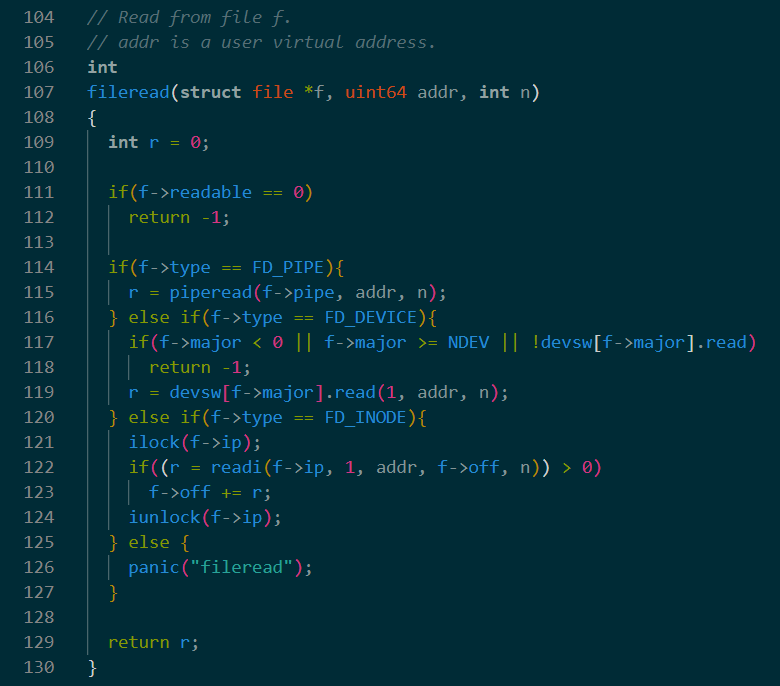 104 // Read from file f.
105 // addr is a user virtual address.
106 int
107 fileread(struct file *f, uint64 addr, int n)
108 {
109   int r = 0;
110
111   if(f->readable == 0)
112     return -1;
113
114   if(f->type == FD_PIPE){
115     r = piperead(f->pipe, addr, n);
116   } else if(f->type == FD_DEVICE){
117     if(f->major < 0 || f->major >= NDEV || !devsw[f->major].read)
118       return -1;
119     r = devsw[f->major].read(1, addr, n);
120   } else if(f->type == FD_INODE){
121     ilock(f->ip);
122     if((r = readi(f->ip, 1, addr, f->off, n)) > 0)
123       f->off += r;
124     iunlock(f->ip);
125   } else {
126     panic("fileread");
127   }
128
129   return r;
130 }